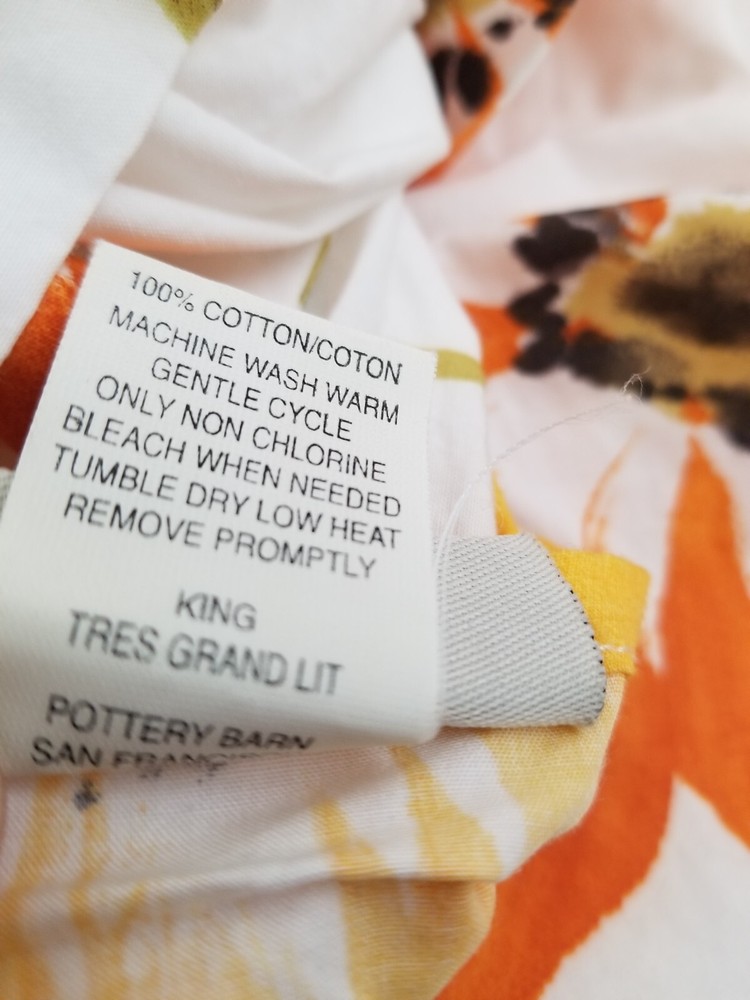 100% COTTON/COTON
MACHINE WASH WARM
GENTLE CYCLE
ONLY NON CHLORINE
BLEACH WHEN NEEDED
TUMBLE DRY LOW HEAT
REMOVE PROMPTLY
KING
TRES GRAND LIT
POTTERY BARN
SAN